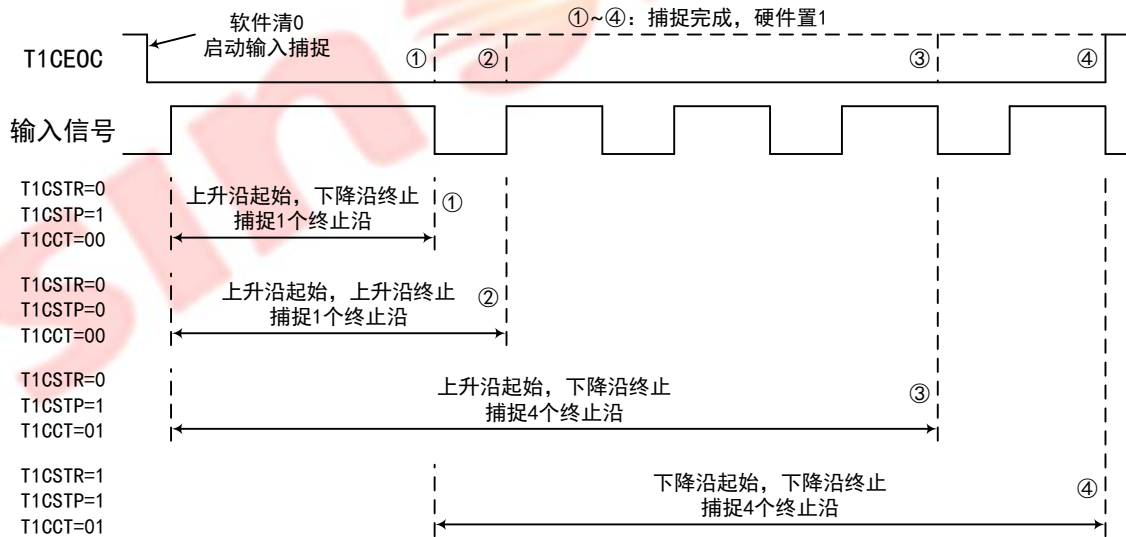 软件清0
启动输入捕捉
①~④：捕捉完成，硬件置1
T1CEOC
①
②
③
④
输入信号
T1CSTR=0
T1CSTP=1
T1CCT=00
上升沿起始，下降沿终止
捕捉1个终止沿
①
T1CSTR=0
T1CSTP=0
T1CCT=00
上升沿起始，上升沿终止
捕捉1个终止沿
②
T1CSTR=0
T1CSTP=1
T1CCT=01
上升沿起始，下降沿终止
捕捉4个终止沿
③
T1CSTR=1
T1CSTP=1
T1CCT=01
下降沿起始，下降沿终止
捕捉4个终止沿
④